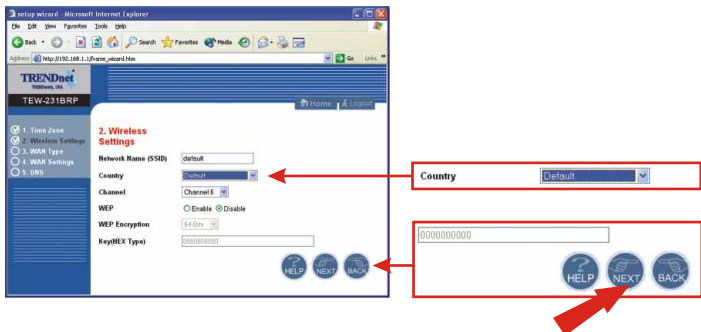 setup wizard - Microsoft Internet Explorer
File Edit View Favorites Tools Help
Back Search Favorites Media
Address http://192.168.1.1/frame_wizard.htm Go Links
TRENDnet
TRENDware, USA
TEW-231BRP
Home Logout
1. Time Zone
2. Wireless Settings
3. WAN Type
4. WAN Settings
5. DNS
2. Wireless
Settings
Network Name (SSID) default
Country Default
Channel Channel 6
WEP Enable Disable
WEP Encryption 64 Bits
Key(HEX Type) 0000000000
HELP NEXT BACK
Country Default
0000000000
HELP NEXT BACK